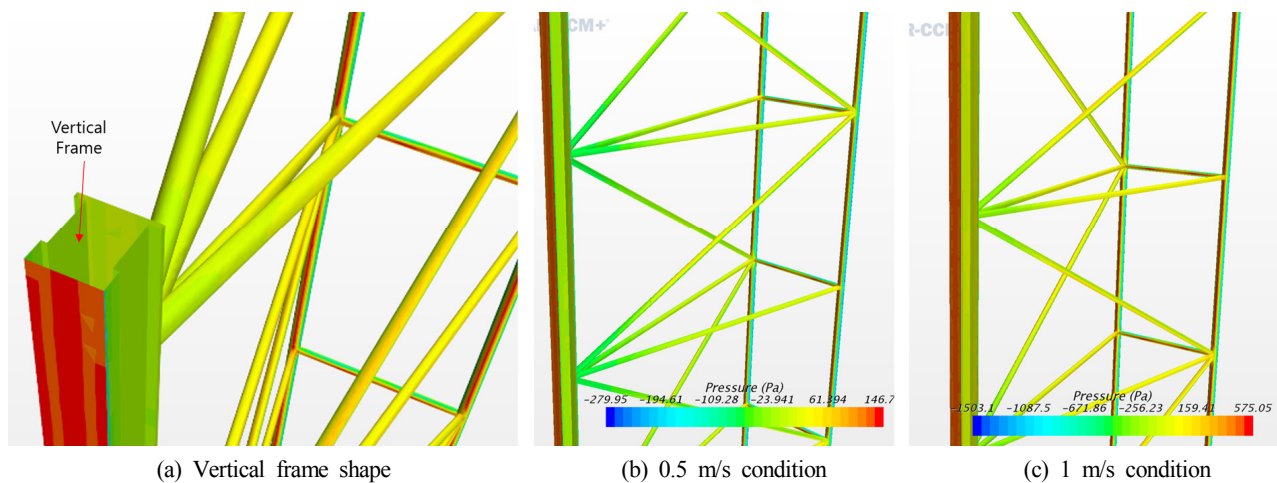 Vertical
Frame
CM+
R-CC
Pressure (Pa)
-279.95 -194.61 -109.28 -23.941 61.394 146.7
Pressure (Pa)
-1503.1 -1087.5 -671.86 -256.23 159.41 575.05
(a) Vertical frame shape
(b) 0.5 m/s condition
(c) 1 m/s condition